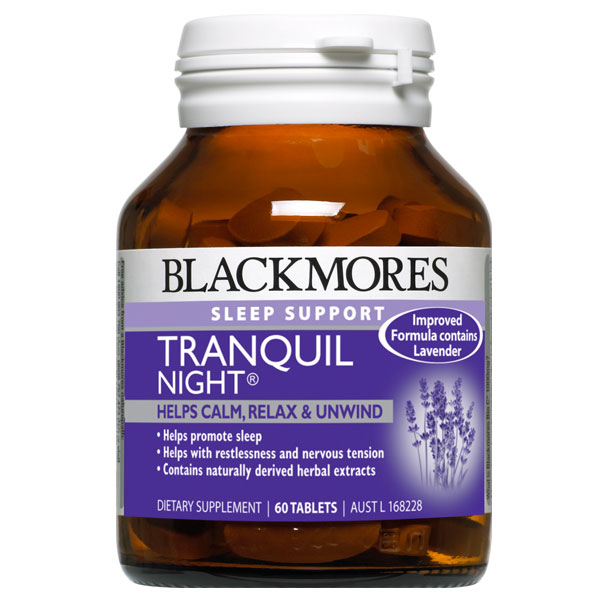 BLACKMORES
SLEEP SUPPORT
Improved
Formula contains
Lavender
TRANQUIL
NIGHT®
HELPS CALM, RELAX & UNWIND
• Helps promote sleep
• Helps with restlessness and nervous tension
• Contains naturally derived herbal extracts
DIETARY SUPPLEMENT | 60 TABLETS | AUST L 168228